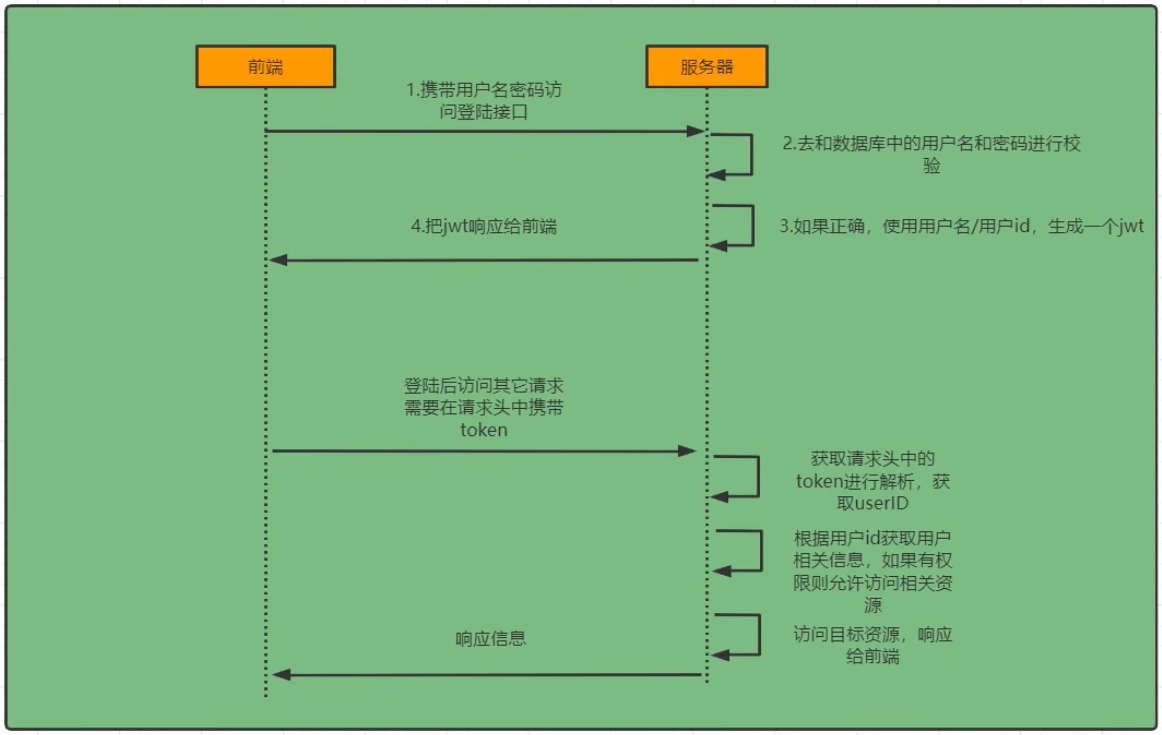 前端
服务器
1.携带用户名密码访
问登陆接口
2.去和数据库中的用户名和密码进行校
验
4.把jwt响应给前端
3.如果正确，使用用户名/用户id，生成一个jwt
登陆后访问其它请求
需要在请求头中携带
token
获取请求头中的
token进行解析，获
取userID
根据用户id获取用户
相关信息，如果有权
限则允许访问相关资
源
响应信息
访问目标资源，响应
给前端